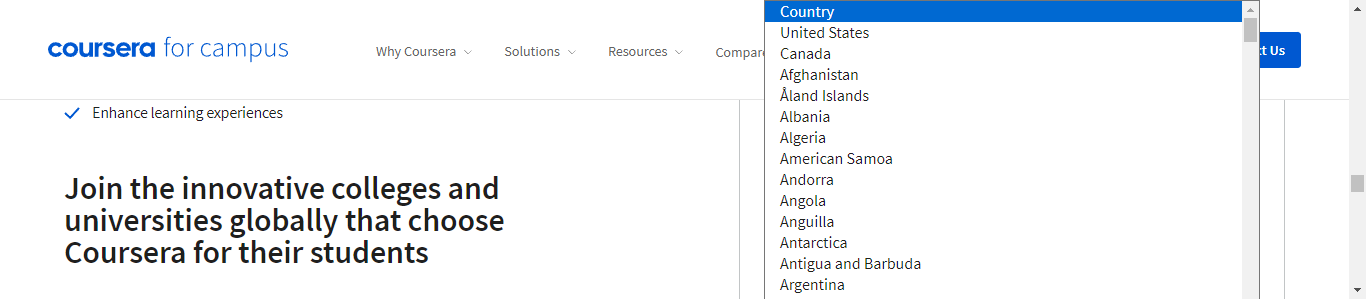 coursera for campus
Why Coursera
Solutions
Resources
Compare
ct Us
Enhance learning experiences
Join the innovative colleges and
universities globally that choose
Coursera for their students
Country
United States
Canada
Afghanistan
Åland Islands
Albania
Algeria
American Samoa
Andorra
Angola
Anguilla
Antarctica
Antigua and Barbuda
Argentina